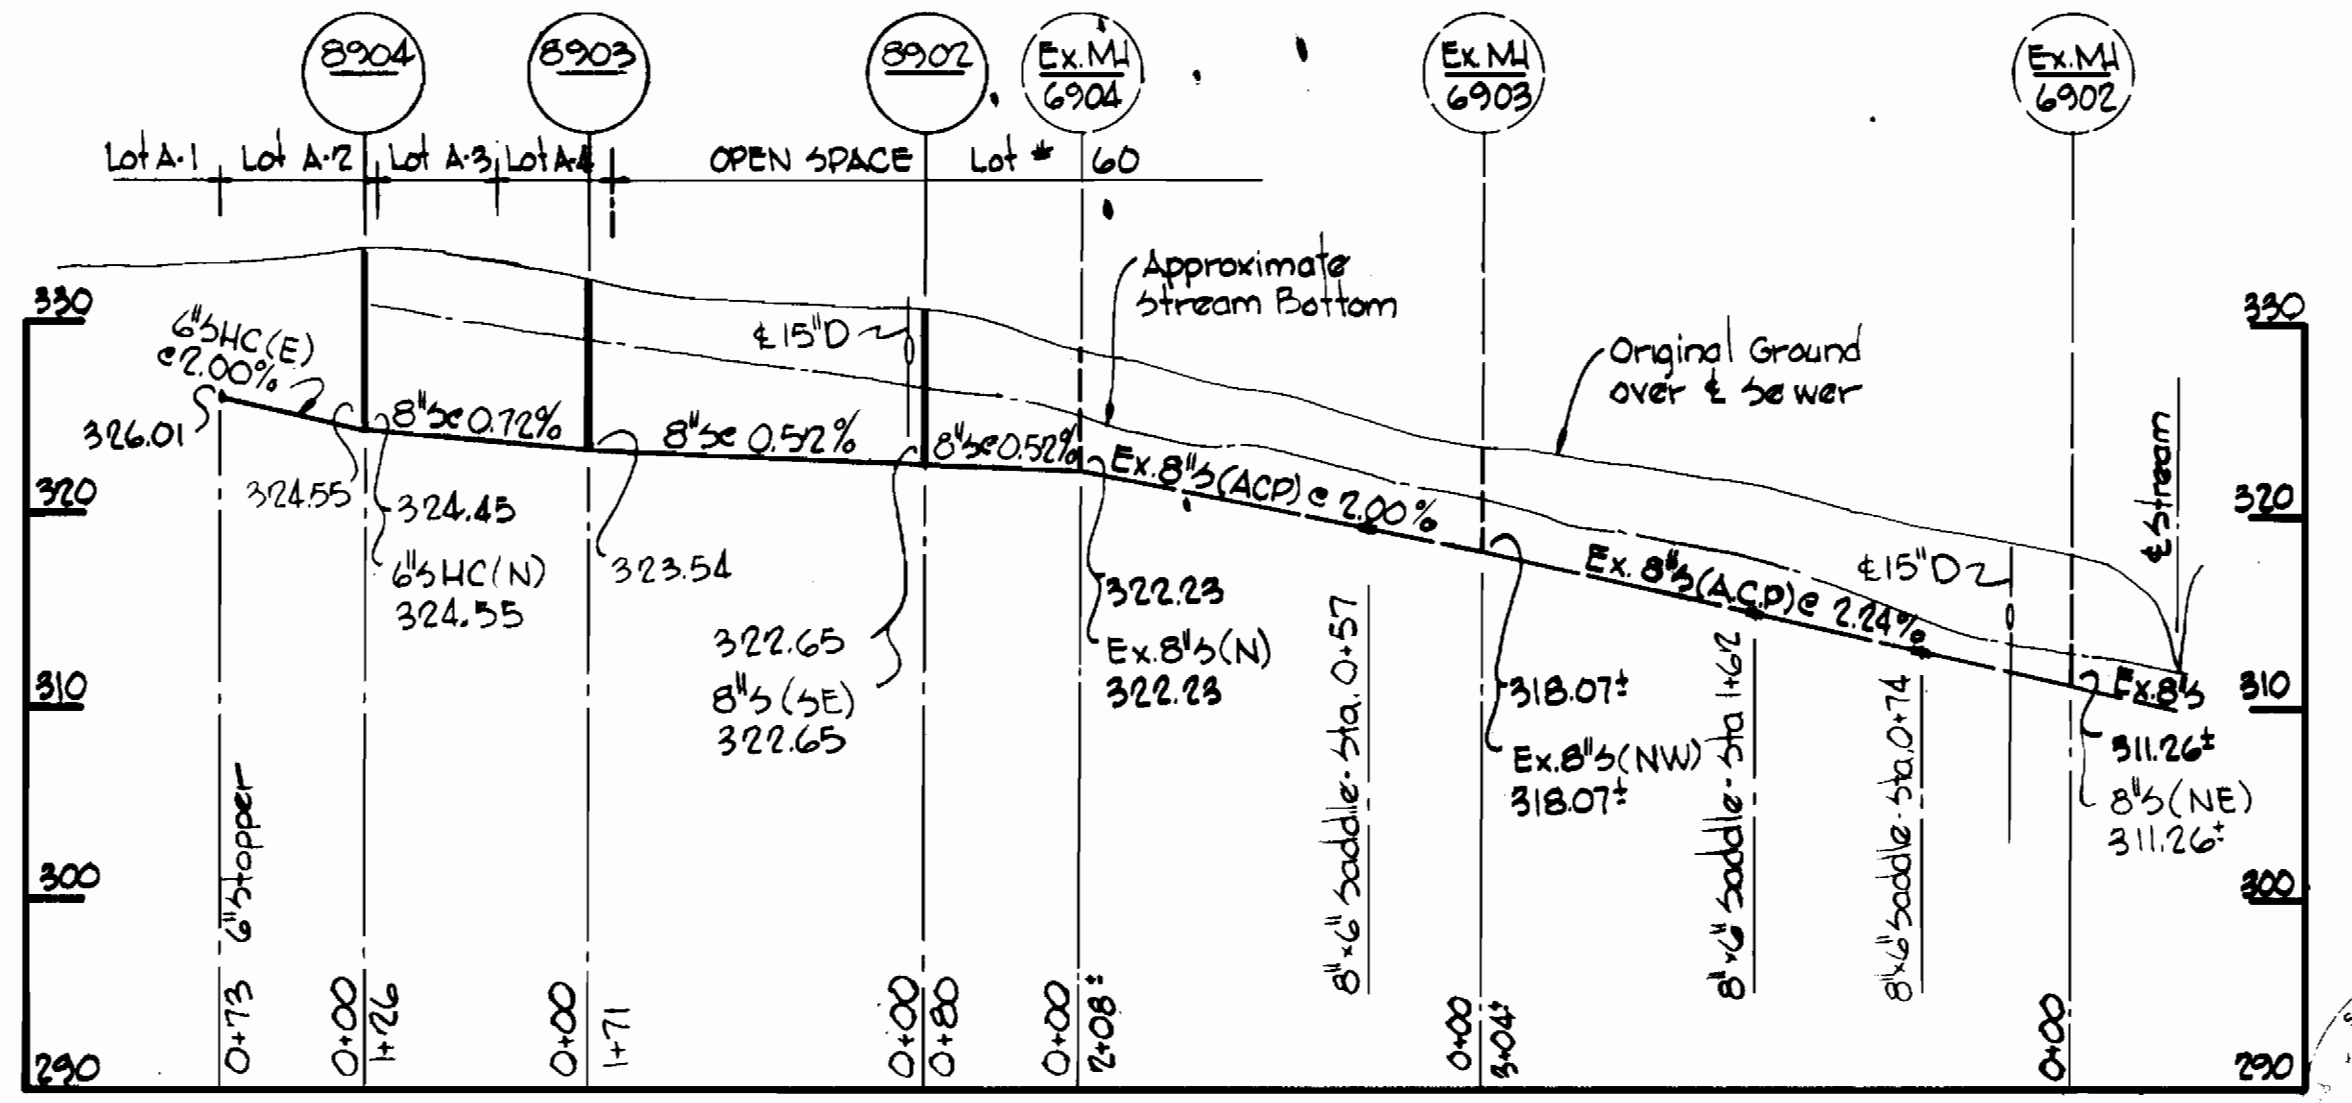 8904
8903
8902
Ex. MH
6904
Ex MH
6903
Ex. MH
6902
Lot A-1
Lot A-2
Lot A-3
Lot A-4
OPEN SPACE
Lot # 60
330
320
310
300
290
330
320
310
300
290
6"SHC (E)
@ 2.00%
326.01
324.55
8"S@ 0.72%
324.45
6"SHC (N)
324.55
323.54
8"S@ 0.52%
℄ 15"D
322.65
8"S (SE)
322.65
8"S@ 0.52%
Approximate
Stream Bottom
322.23
Ex. 8"S (N)
322.23
Ex. 8"S (ACP) @ 2.00%
Original Ground
over ℄ Sewer
318.07±
Ex. 8"S (NW)
318.07±
Ex. 8"S (A.C.P) @ 2.24%
℄ 15"D
℄ Stream
Ex. 8"S
311.26±
8"S (NE)
311.26±
6" Stopper
8"x6" Saddle - Sta. 0+57
8"x6" Saddle - Sta 1+62
8"x6" Saddle - Sta. 0+74
0+73
0+00
1+26
0+00
1+71
0+00
0+80
0+00
2+08±
0+00
3+04±
0+00